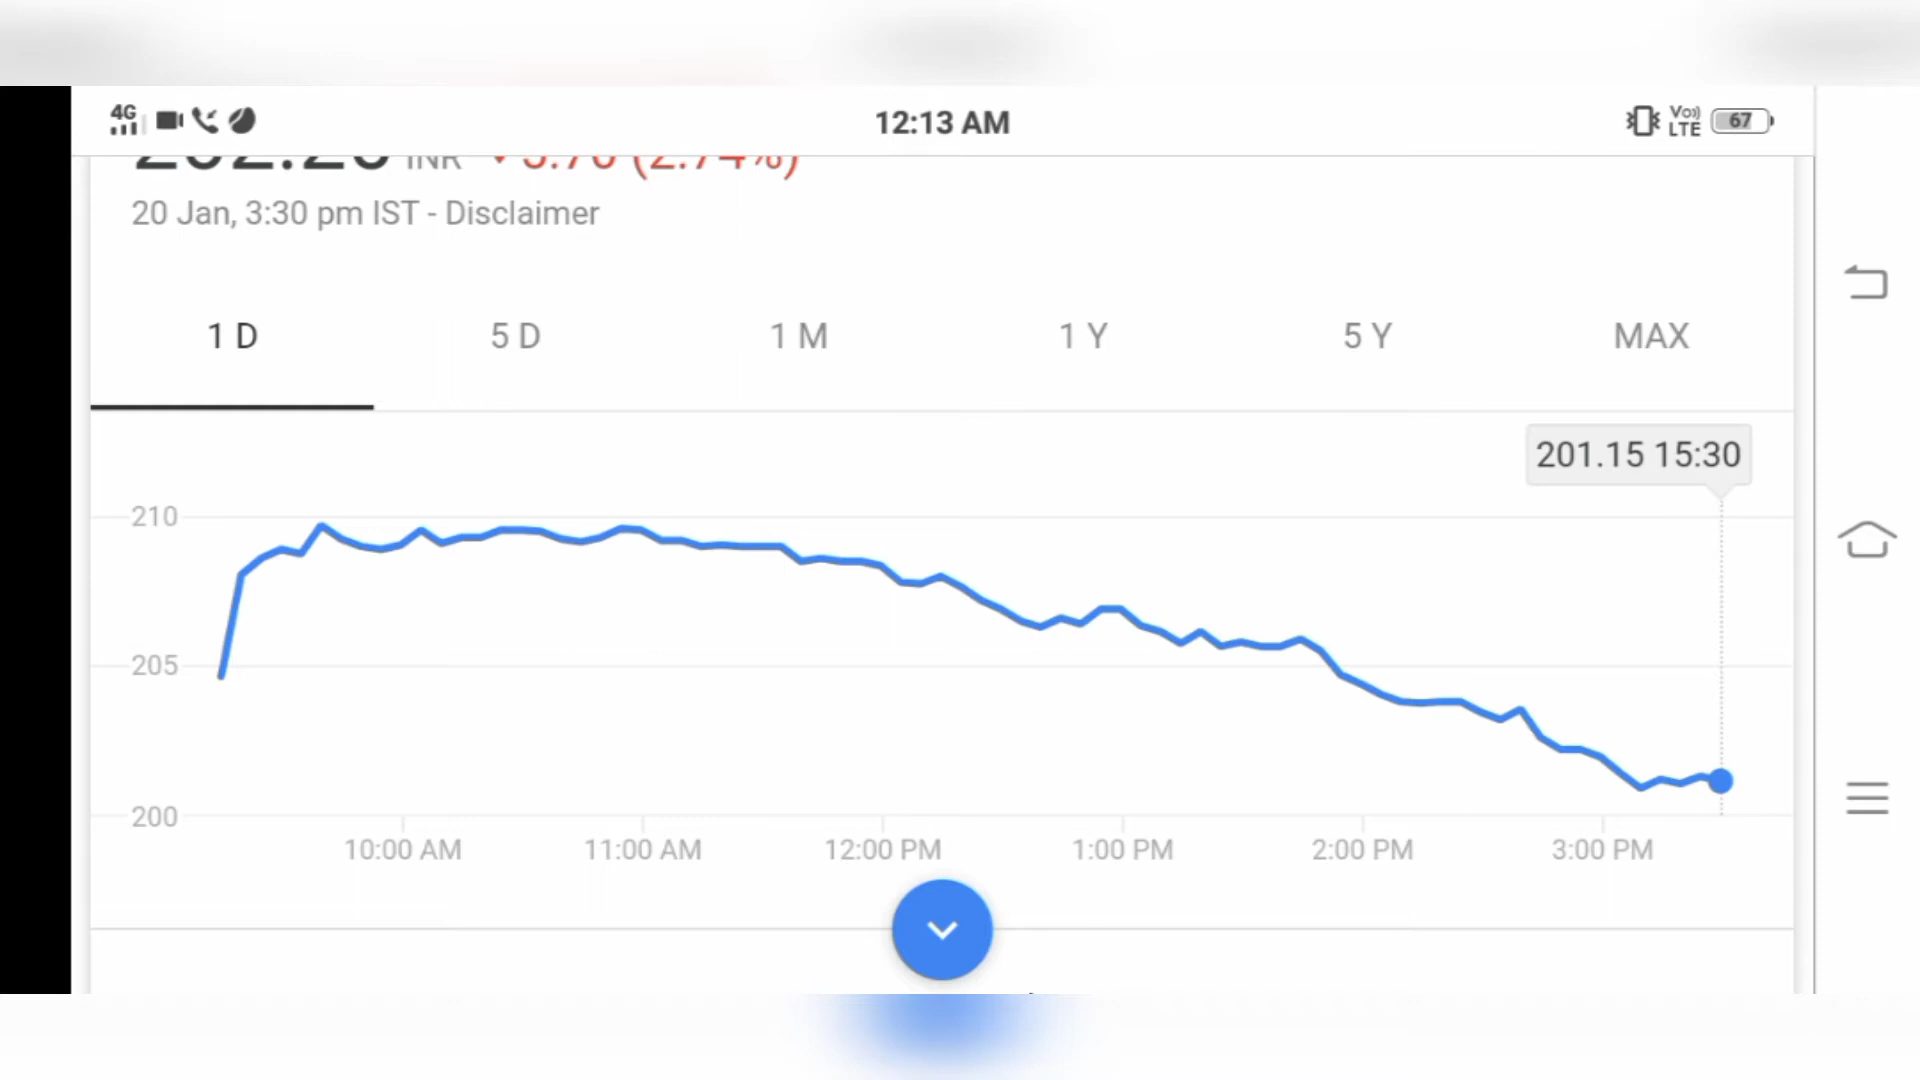 4G
12:13 AM
VoLTE
67
INR
20 Jan, 3:30 pm IST - Disclaimer
1 D
5 D
1 M
1 Y
5 Y
MAX
201.15 15:30
210
205
200
10:00 AM
11:00 AM
12:00 PM
1:00 PM
2:00 PM
3:00 PM